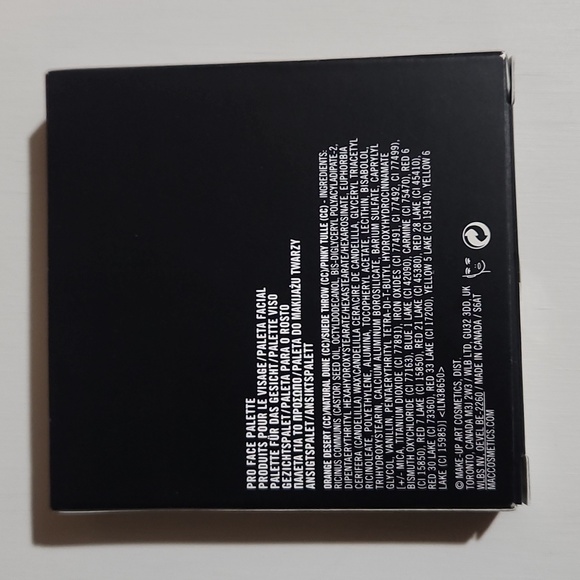 PRO FACE PALETTE
PRODUITS POUR LE VISAGE/PALETA FACIAL
PALETTE FÜR DAS GESICHT/PALETTE VISO
GEZICHTSPALET/PALETA PARA O ROSTO
ΠΑΛΕΤΑ ΓΙΑ ΤΟ ΠΡΟΣΩΠΟ/PALETA DO MAKIJAŻU TWARZY
ANSIGTSPALET/ANSIKTSPALETT
ORANGE DESERT (CC)/NATURAL DUNE (CC)/SUEDE THROW (CC)/PINKY TULLE (CC) - INGREDIENTS:
RICINUS COMMUNIS (CASTOR) SEED OIL, OCTYLDODECANOL, BIS-DIGLYCERYL POLYACYLADIPATE-2,
DIPENTAERYTHRITYL HEXAHYDROXYSTEARATE/HEXASTEARATE/HEXAROSINATE, EUPHORBIA
CERIFERA (CANDELILLA) WAX\CANDELILLA CERA\CIRE DE CANDELILLA, GLYCERYL TRIACETYL
RICINOLEATE, POLYETHYLENE, ALUMINA, TOCOPHERYL ACETATE, LECITHIN, BISABOLOL,
TRIHYDROXYSTEARIN, CALCIUM ALUMINUM BOROSILICATE, BARIUM SULFATE, CAPRYLYL
GLYCOL, VANILLIN, PENTAERYTHRITYL TETRA-DI-T-BUTYL HYDROXYHYDROCINNAMATE
[+/- MICA, TITANIUM DIOXIDE (CI 77891), IRON OXIDES (CI 77491, CI 77492, CI 77499),
BISMUTH OXYCHLORIDE (CI 77163), BLUE 1 LAKE (CI 42090), CARMINE (CI 75470), RED 6
(CI 15850), RED 7 LAKE (CI 15850), RED 21 LAKE (CI 45380), RED 28 LAKE (CI 45410),
RED 30 LAKE (CI 73360), RED 33 LAKE (CI 17200), YELLOW 5 LAKE (CI 19140), YELLOW 6
LAKE (CI 15985)] <ILN38650>
© MAKE-UP ART COSMETICS, DIST.
TORONTO, CANADA M3J 2W3 / WLB LTD, GU32 3DD, UK
WLBS NV, OEVEL BE-2260 / MADE IN CANADA / S6AT
MACCOSMETICS.COM